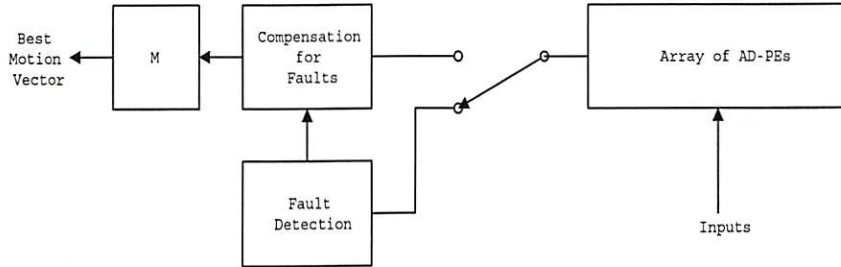 Best
Motion
Vector
M
Compensation
for
Faults
Array of AD-PEs
Fault
Detection
Inputs